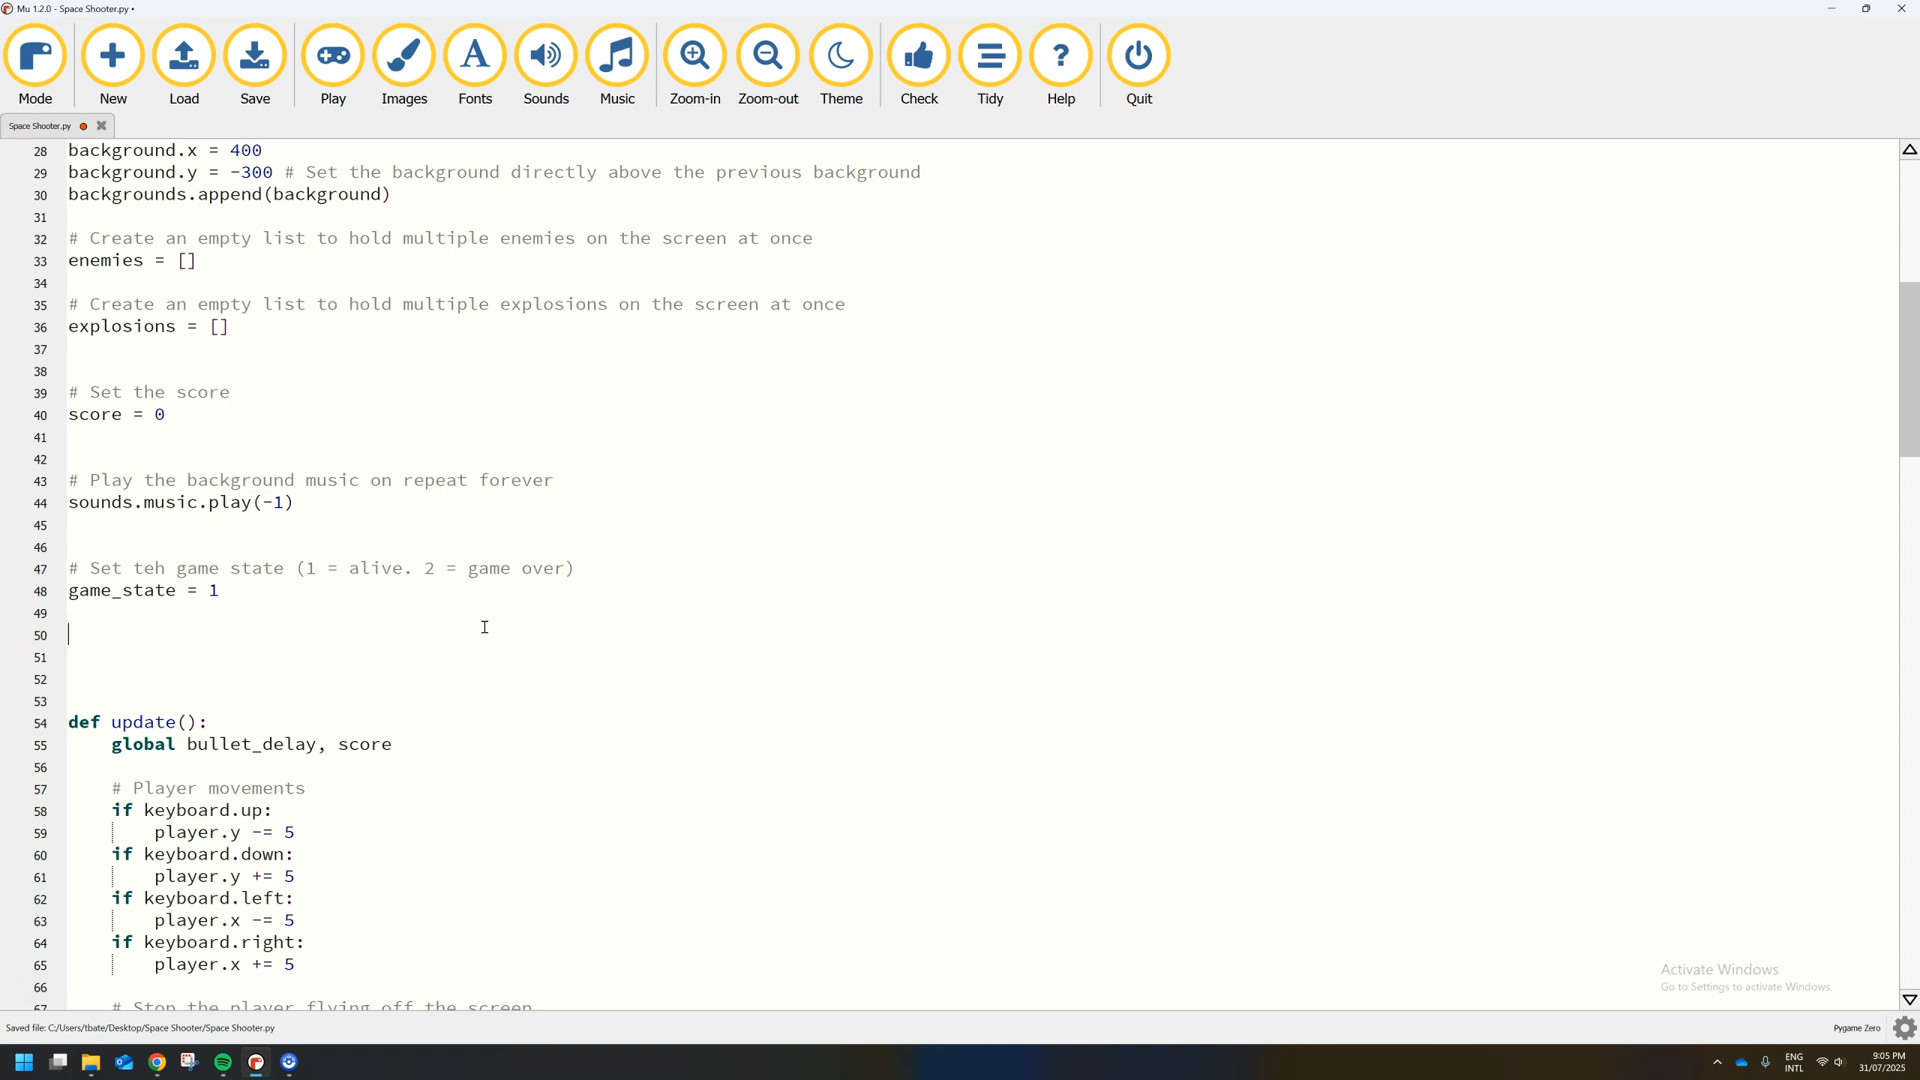 Mu 1.2.0 - Space Shooter.py •
Mode New Load Save Play Images Fonts Sounds Music Zoom-in Zoom-out Theme Check Tidy Help Quit
Space Shooter.py
28 background.x = 400
29 background.y = -300 # Set the background directly above the previous background
30 backgrounds.append(background)
31
32 # Create an empty list to hold multiple enemies on the screen at once
33 enemies = []
34
35 # Create an empty list to hold multiple explosions on the screen at once
36 explosions = []
37
38
39 # Set the score
40 score = 0
41
42
43 # Play the background music on repeat forever
44 sounds.music.play(-1)
45
46
47 # Set teh game state (1 = alive. 2 = game over)
48 game_state = 1
49
50
51
52
53
54 def update():
55 global bullet_delay, score
56
57 # Player movements
58 if keyboard.up:
59 player.y -= 5
60 if keyboard.down:
61 player.y += 5
62 if keyboard.left:
63 player.x -= 5
64 if keyboard.right:
65 player.x += 5
66
67 # Stop the player flying off the screen
Activate Windows
Go to Settings to activate Windows.
Saved file: C:/Users/tbate/Desktop/Space Shooter/Space Shooter.py Pygame Zero
ENG 9:05 PM
INTL 31/07/2025